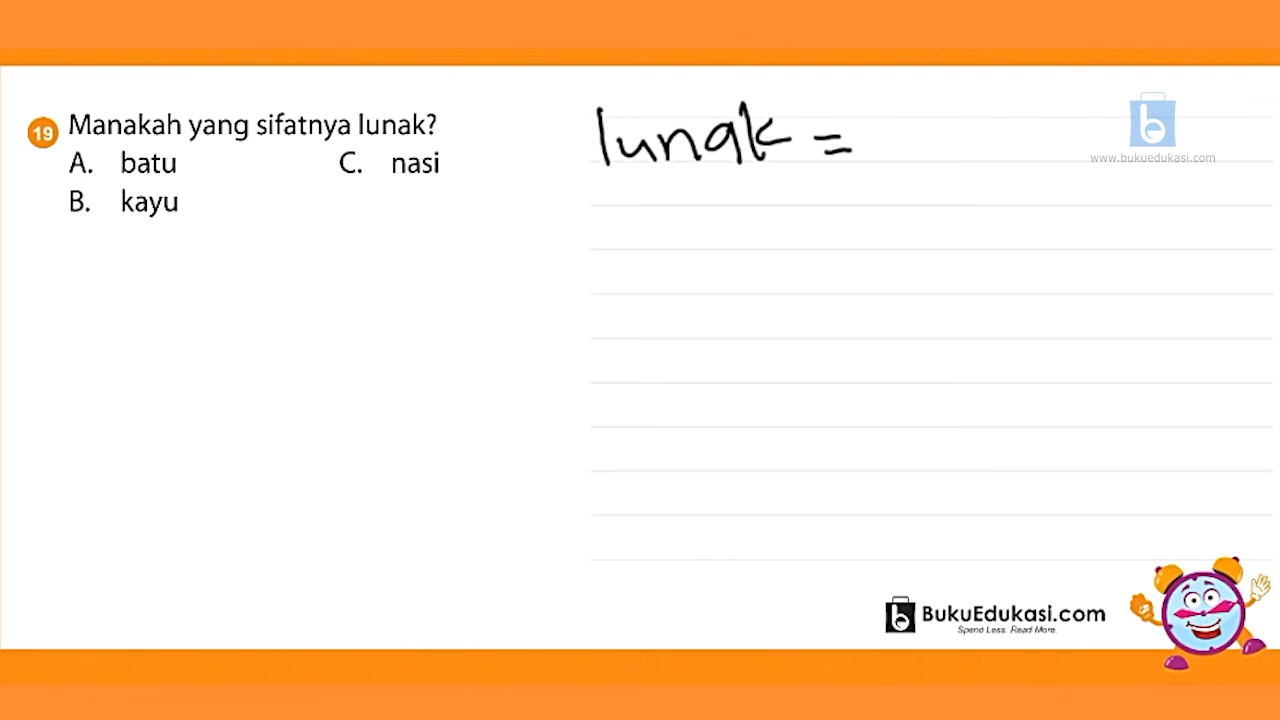 19 Manakah yang sifatnya lunak?
A. batu C. nasi
B. kayu
lunak =
www.bukuedukasi.com
BukuEdukasi.com
Spend Less. Read More.